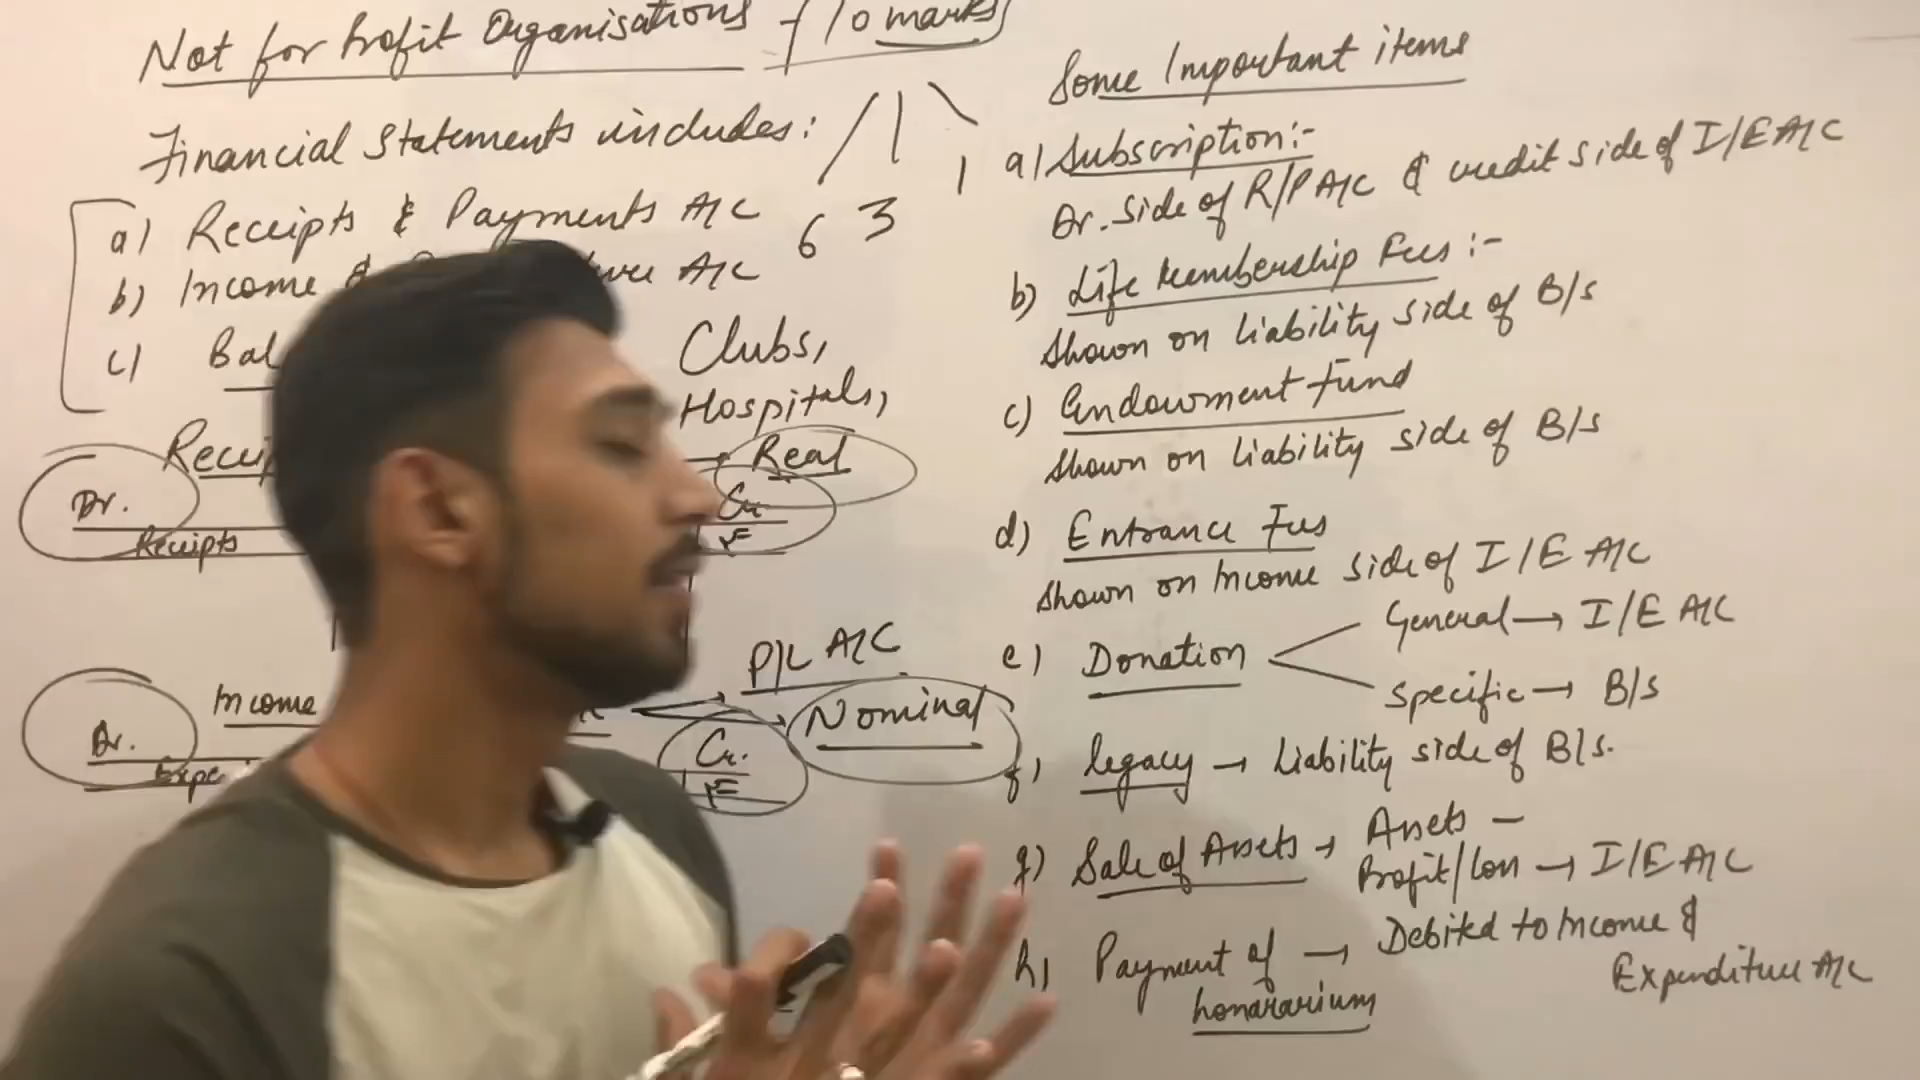 Not for Profit Organisations - 10 marks
Financial Statements includes:
6 3 1
a) Receipts & Payments A/C
b) Income & A/C
c) Bal
Clubs,
Hospitals,
Real
Dr. Cr.
Receipts
P/L A/C
Income
Nominal
Dr. Cr.
Some Important items
a) Subscription:-
Dr. side of R/P A/C & credit side of I/E A/C
b) Life Membership Fees :-
Shown on liability side of B/s
c) Endowment Fund
Shown on liability side of B/s
d) Entrance Fees
Shown on Income side of I/E A/C
e) Donation
General → I/E A/C
Specific → B/s
f) legacy → Liability side of B/s.
g) Sale of Assets → Assets -
Profit/Loss → I/E A/C
h) Payment of → Debited to Income &
honararium Expenditure A/C